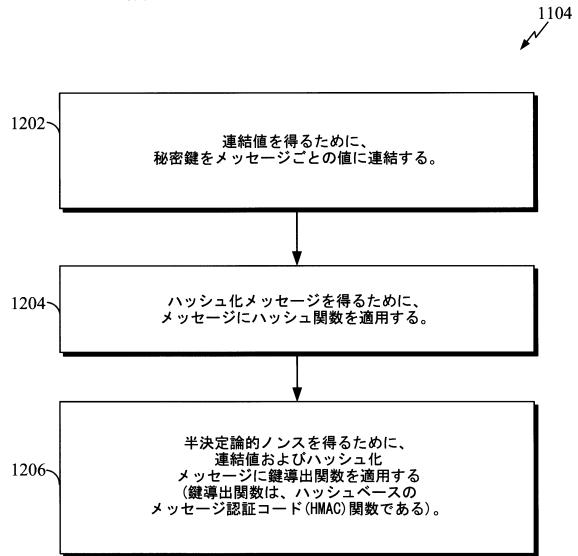 1104
1202
連結値を得るために、
秘密鍵をメッセージごとの値に連結する。
1204
ハッシュ化メッセージを得るために、
メッセージにハッシュ関数を適用する。
1206
半決定論的ノンスを得るために、
連結値およびハッシュ化
メッセージに鍵導出関数を適用する
(鍵導出関数は、ハッシュベースの
メッセージ認証コード(HMAC)関数である)。